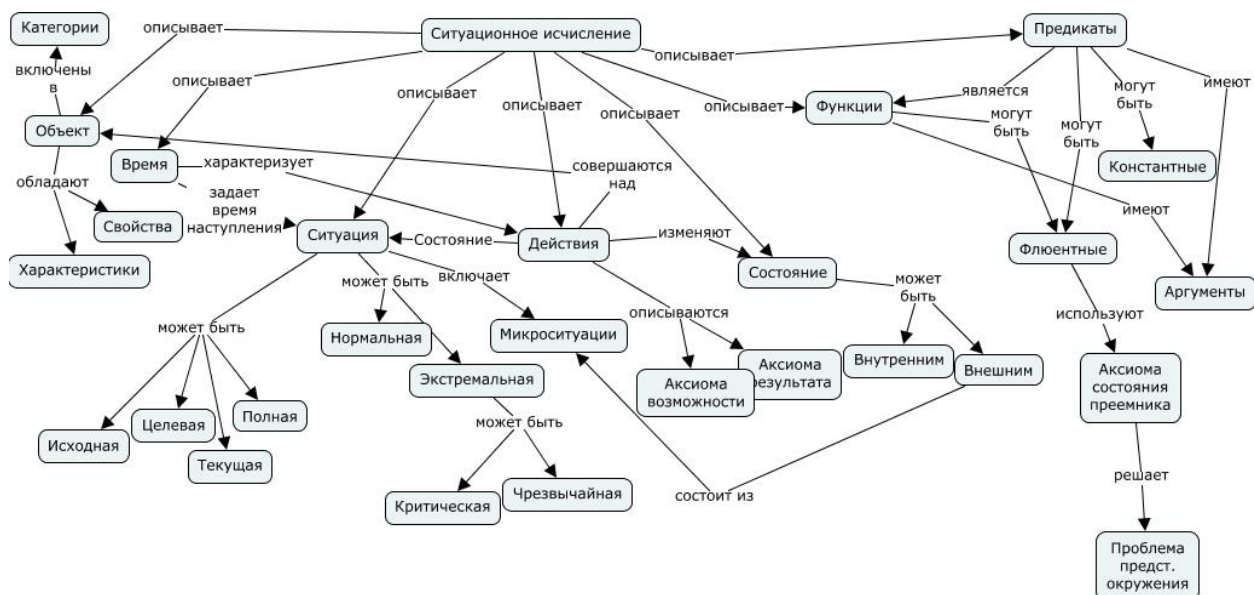 Категории
описывает
Ситуационное исчисление
Предикаты
описывает
включены
в
описывает
описывает
описывает
описывает
описывает
является
могут
быть
имеют
Объект
Функции
могут
быть
могут
быть
Время
характеризует
совершаются
над
Константные
обладают
задает
время
наступления
Свойства
Ситуация
Состояние
Действия
изменяют
Состояние
имеют
Флюентные
Характеристики
может быть
включает
может
быть
Аргументы
может быть
Нормальная
Микроситуации
описываются
Внутренним
Внешним
используют
Экстремальная
Аксиома
возможности
Аксиома
результата
Аксиома
состояния
преемника
Исходная
Целевая
Полная
Текущая
может быть
Критическая
Чрезвычайная
состоит из
решает
Проблема
предст.
окружения